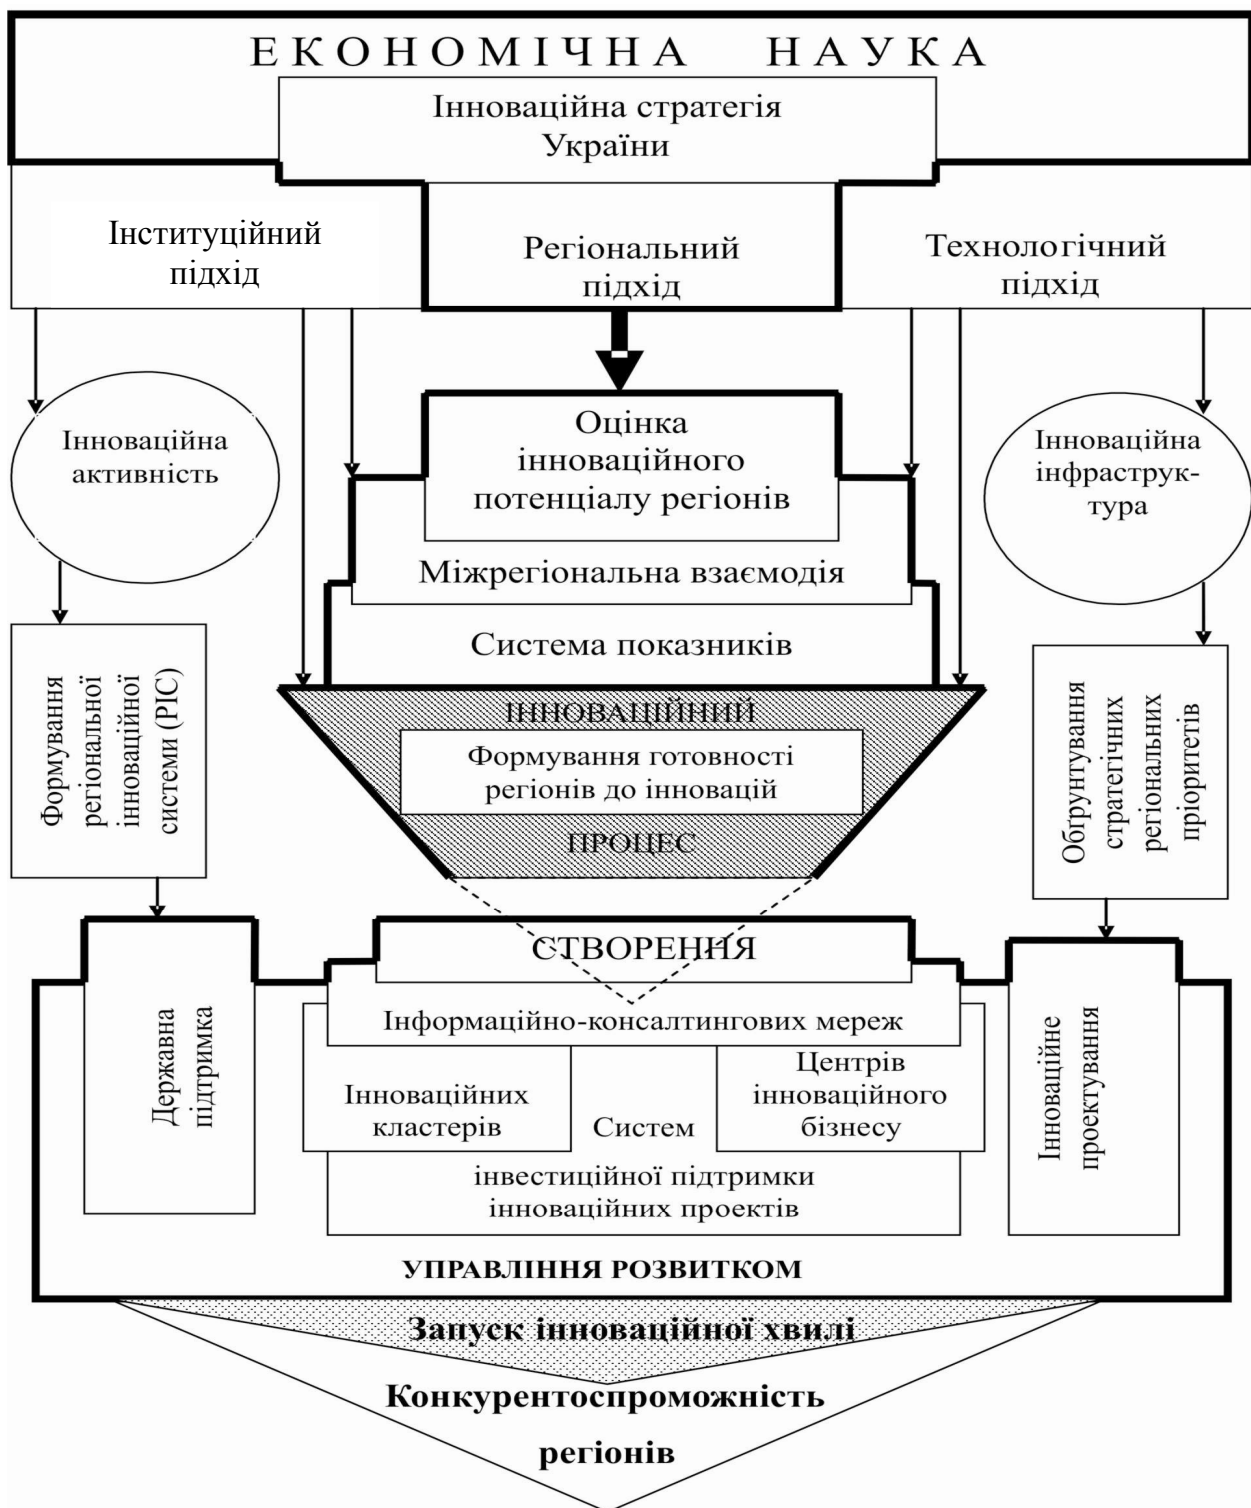 ЕКОНОМІЧНА НАУКА
Інноваційна стратегія
України
Інституційний
підхід
Регіональний
підхід
Технологічний
підхід
Інноваційна
активність
Оцінка
інноваційного
потенціалу регіонів
Інноваційна
інфраструк-
тура
Міжрегіональна взаємодія
Система показників
Формування
регіональної
інноваційної
системи (РІС)
ІННОВАЦІЙНИЙ
Формування готовності
регіонів до інновацій
ПРОЦЕС
Обґрунтування
стратегічних
регіональних
пріоритетів
СТВОРЕННЯ
Державна
підтримка
Інформаційно-консалтингових мереж
Інноваційних
кластерів
Систем
Центрів
інноваційного
бізнесу
інвестиційної підтримки
інноваційних проектів
Інноваційне
проектування
УПРАВЛІННЯ РОЗВИТКОМ
Запуск інноваційної хвилі
Конкурентоспроможність
регіонів